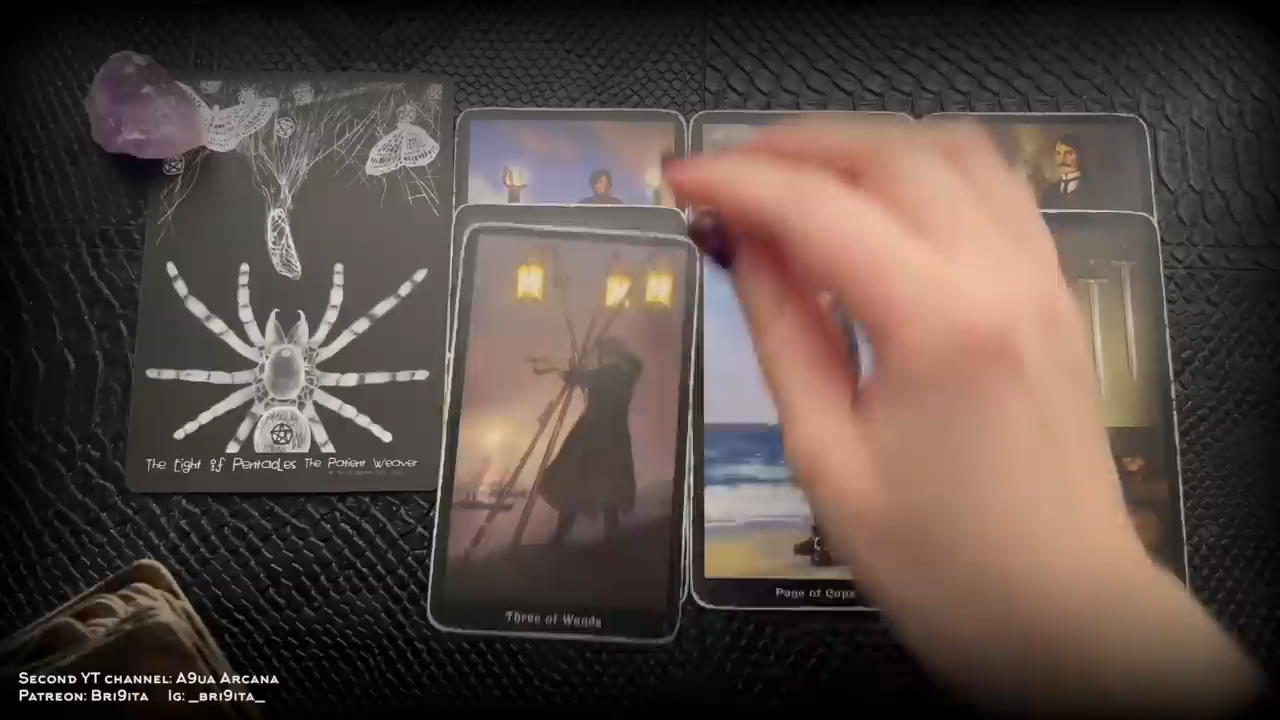 The Eight of Pentacles The Patient Weaver
Three of Wands
Page of Cups
Second YT channel: A9ua Arcana
Patreon: Bri9ita Ig: _bri9ita_